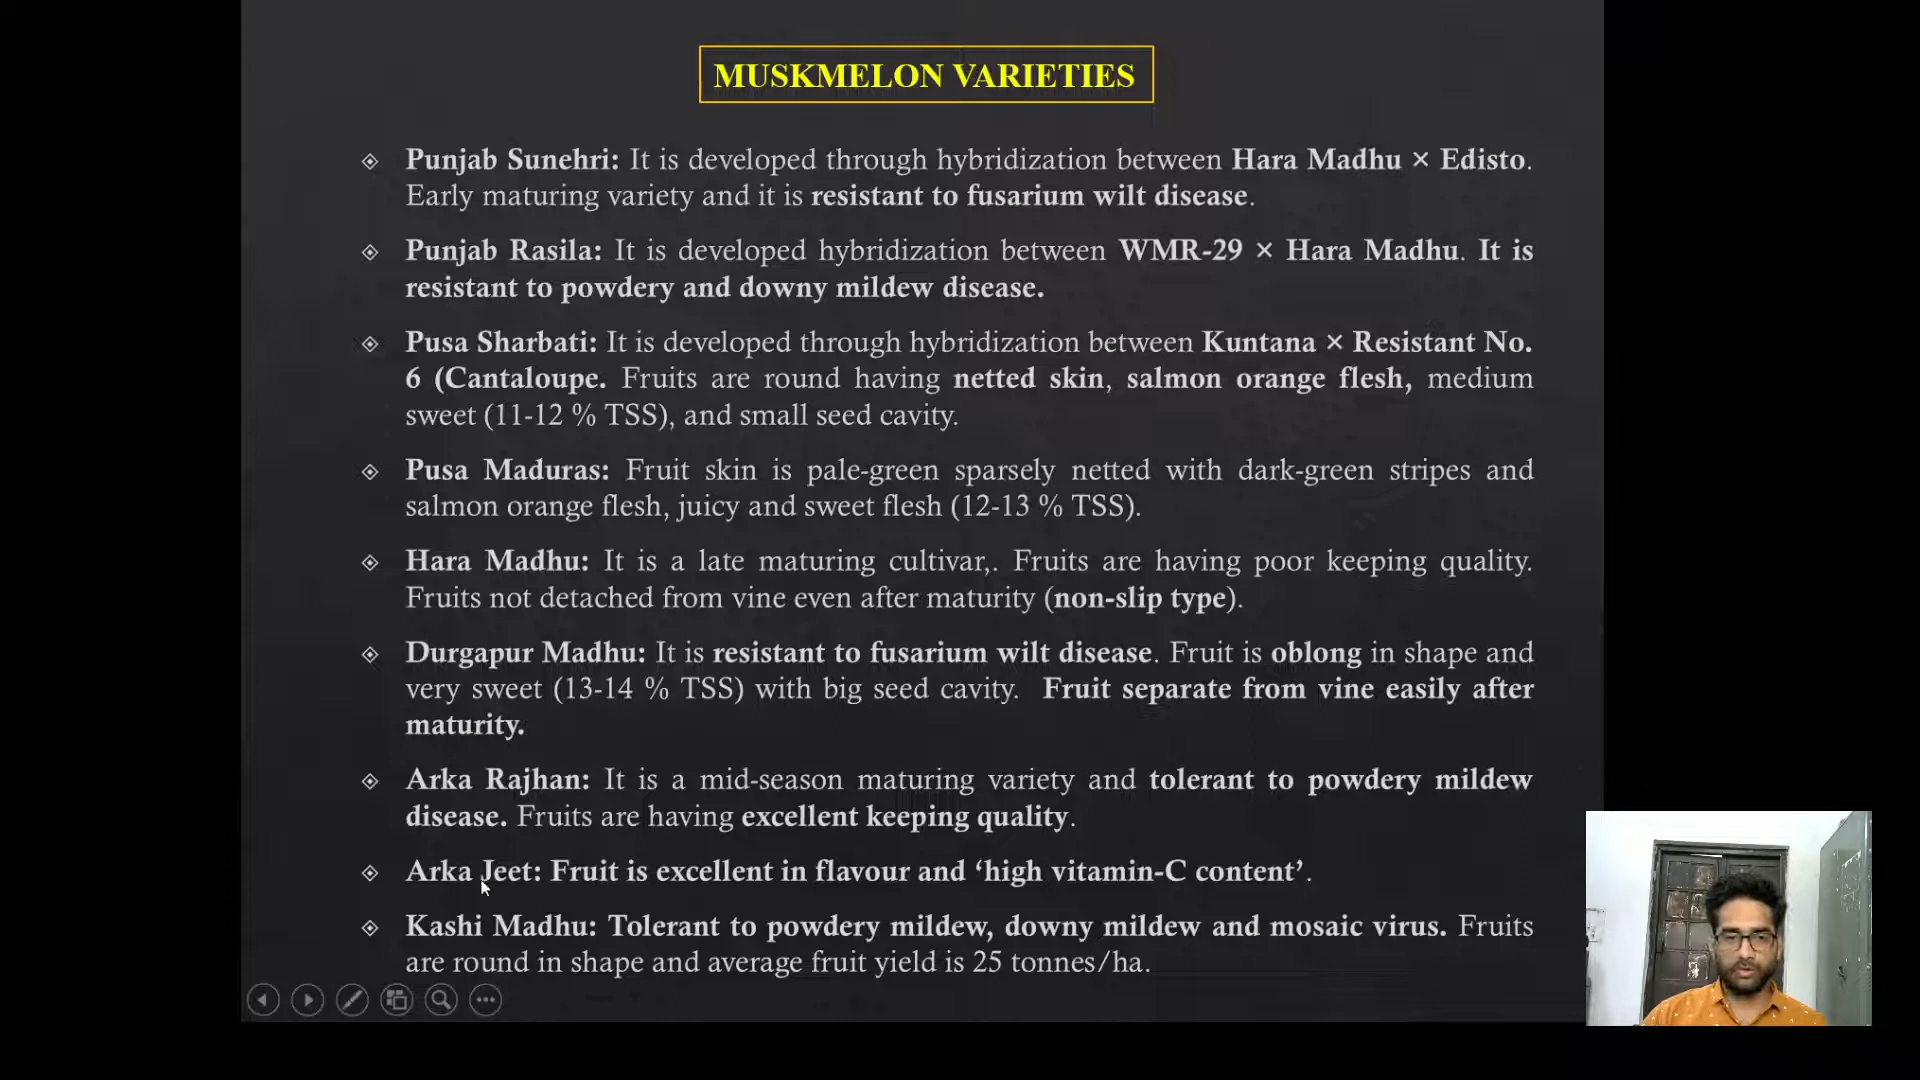 MUSKMELON VARIETIES
Punjab Sunehri: It is developed through hybridization between Hara Madhu × Edisto.
Early maturing variety and it is resistant to fusarium wilt disease.
Punjab Rasila: It is developed hybridization between WMR-29 × Hara Madhu. It is
resistant to powdery and downy mildew disease.
Pusa Sharbati: It is developed through hybridization between Kuntana × Resistant No.
6 (Cantaloupe. Fruits are round having netted skin, salmon orange flesh, medium
sweet (11-12 % TSS), and small seed cavity.
Pusa Maduras: Fruit skin is pale-green sparsely netted with dark-green stripes and
salmon orange flesh, juicy and sweet flesh (12-13 % TSS).
Hara Madhu: It is a late maturing cultivar,. Fruits are having poor keeping quality.
Fruits not detached from vine even after maturity (non-slip type).
Durgapur Madhu: It is resistant to fusarium wilt disease. Fruit is oblong in shape and
very sweet (13-14 % TSS) with big seed cavity. Fruit separate from vine easily after
maturity.
Arka Rajhan: It is a mid-season maturing variety and tolerant to powdery mildew
disease. Fruits are having excellent keeping quality.
Arka Jeet: Fruit is excellent in flavour and ‘high vitamin-C content’.
Kashi Madhu: Tolerant to powdery mildew, downy mildew and mosaic virus. Fruits
are round in shape and average fruit yield is 25 tonnes/ha.